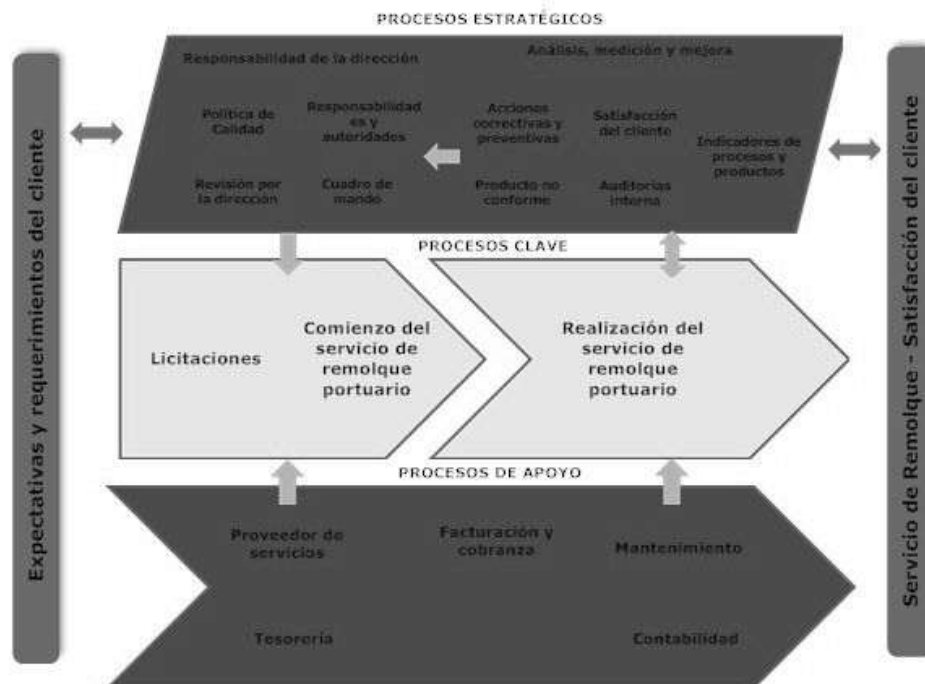 PROCESOS ESTRATÉGICOS
Responsabilidad de la dirección
Análisis, medición y mejora
Política de
Calidad
Responsabilidad
es y autoridados
Acciones
correctivas y
preventivas
Satisfacción
del cliente
Indicadores de
procesos y
productos
Revisión por
la dirección
Cuadro de
mando
Producto no
conforme
Auditorías
interna
PROCESOS CLAVE
Licitaciones
Comienzo del
servicio de
remolque
portuario
Realización del
servicio de
remolque
portuario
PROCESOS DE APOYO
Proveedor de
servicios
Facturación y
cobranza
Mantenimiento
Tesorería
Contabilidad
Expectativas y requerimientos del cliente
Servicio de Remolque - Satisfacción del cliente